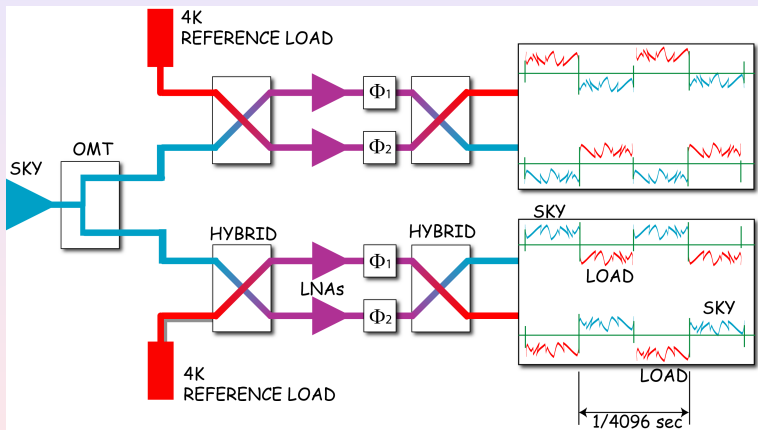 4K
REFERENCE LOAD
OMT
SKY
Φ1
Φ2
HYBRID
HYBRID
LNAs
Φ1
Φ2
SKY
LOAD
SKY
LOAD
4K
REFERENCE LOAD
1/4096 sec